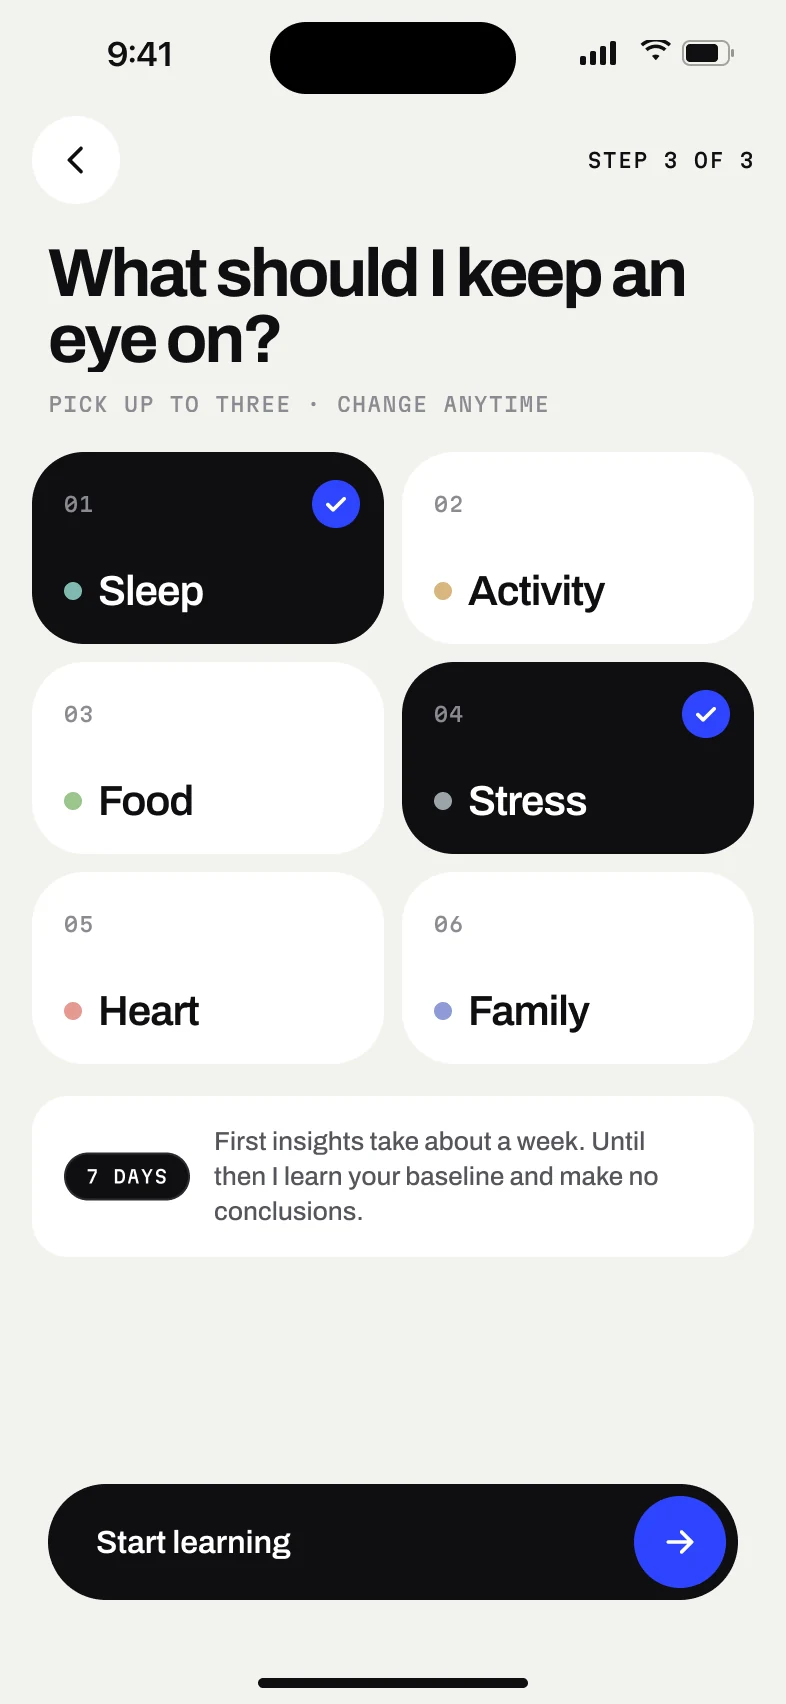 9:41
STEP 3 OF 3
What should I keep an
eye on?
PICK UP TO THREE · CHANGE ANYTIME
01
Sleep
02
Activity
03
Food
04
Stress
05
Heart
06
Family
7 DAYS
First insights take about a week. Until
then I learn your baseline and make no
conclusions.
Start learning